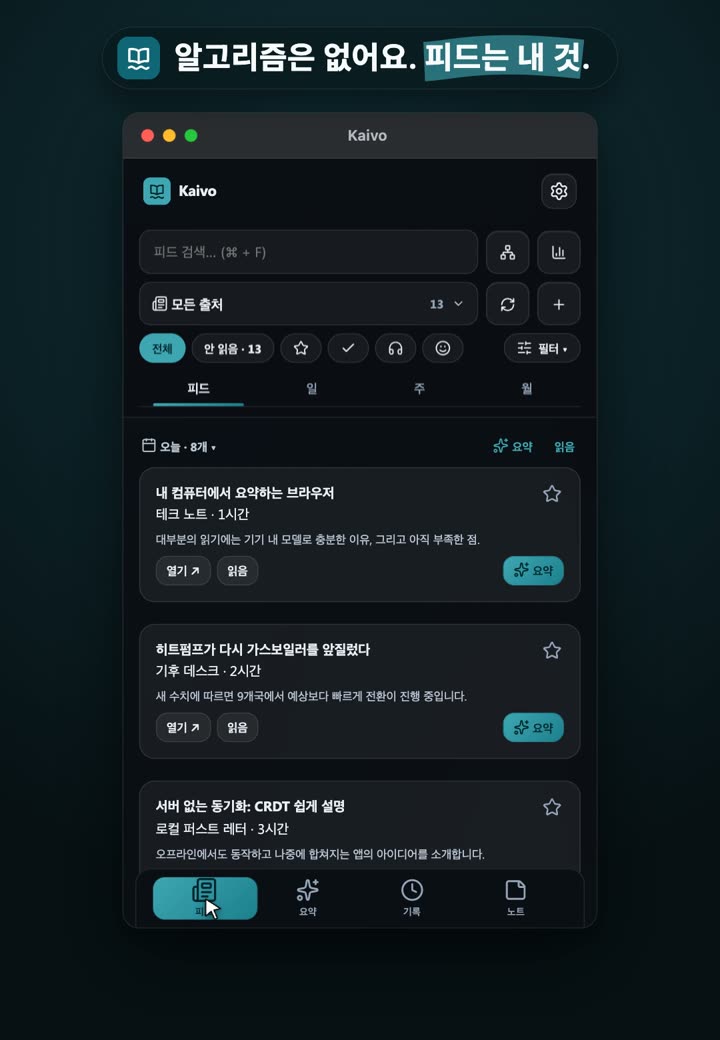 알고리즘은 없어요. 피드는 내 것.
Kaivo
Kaivo
피드 검색... (⌘ + F)
모든 출처 13
전체 안 읽음 · 13 필터 ▾
피드 일 주 월
오늘 · 8개 ▾ 요약 읽음
내 컴퓨터에서 요약하는 브라우저
테크 노트 · 1시간
대부분의 읽기에는 기기 내 모델로 충분한 이유, 그리고 아직 부족한 점.
열기 ↗ 읽음 요약
히트펌프가 다시 가스보일러를 앞질렀다
기후 데스크 · 2시간
새 수치에 따르면 9개국에서 예상보다 빠르게 전환이 진행 중입니다.
열기 ↗ 읽음 요약
서버 없는 동기화: CRDT 쉽게 설명
로컬 퍼스트 레터 · 3시간
오프라인에서도 동작하고 나중에 합쳐지는 앱의 아이디어를 소개합니다.
요약 기록 노트